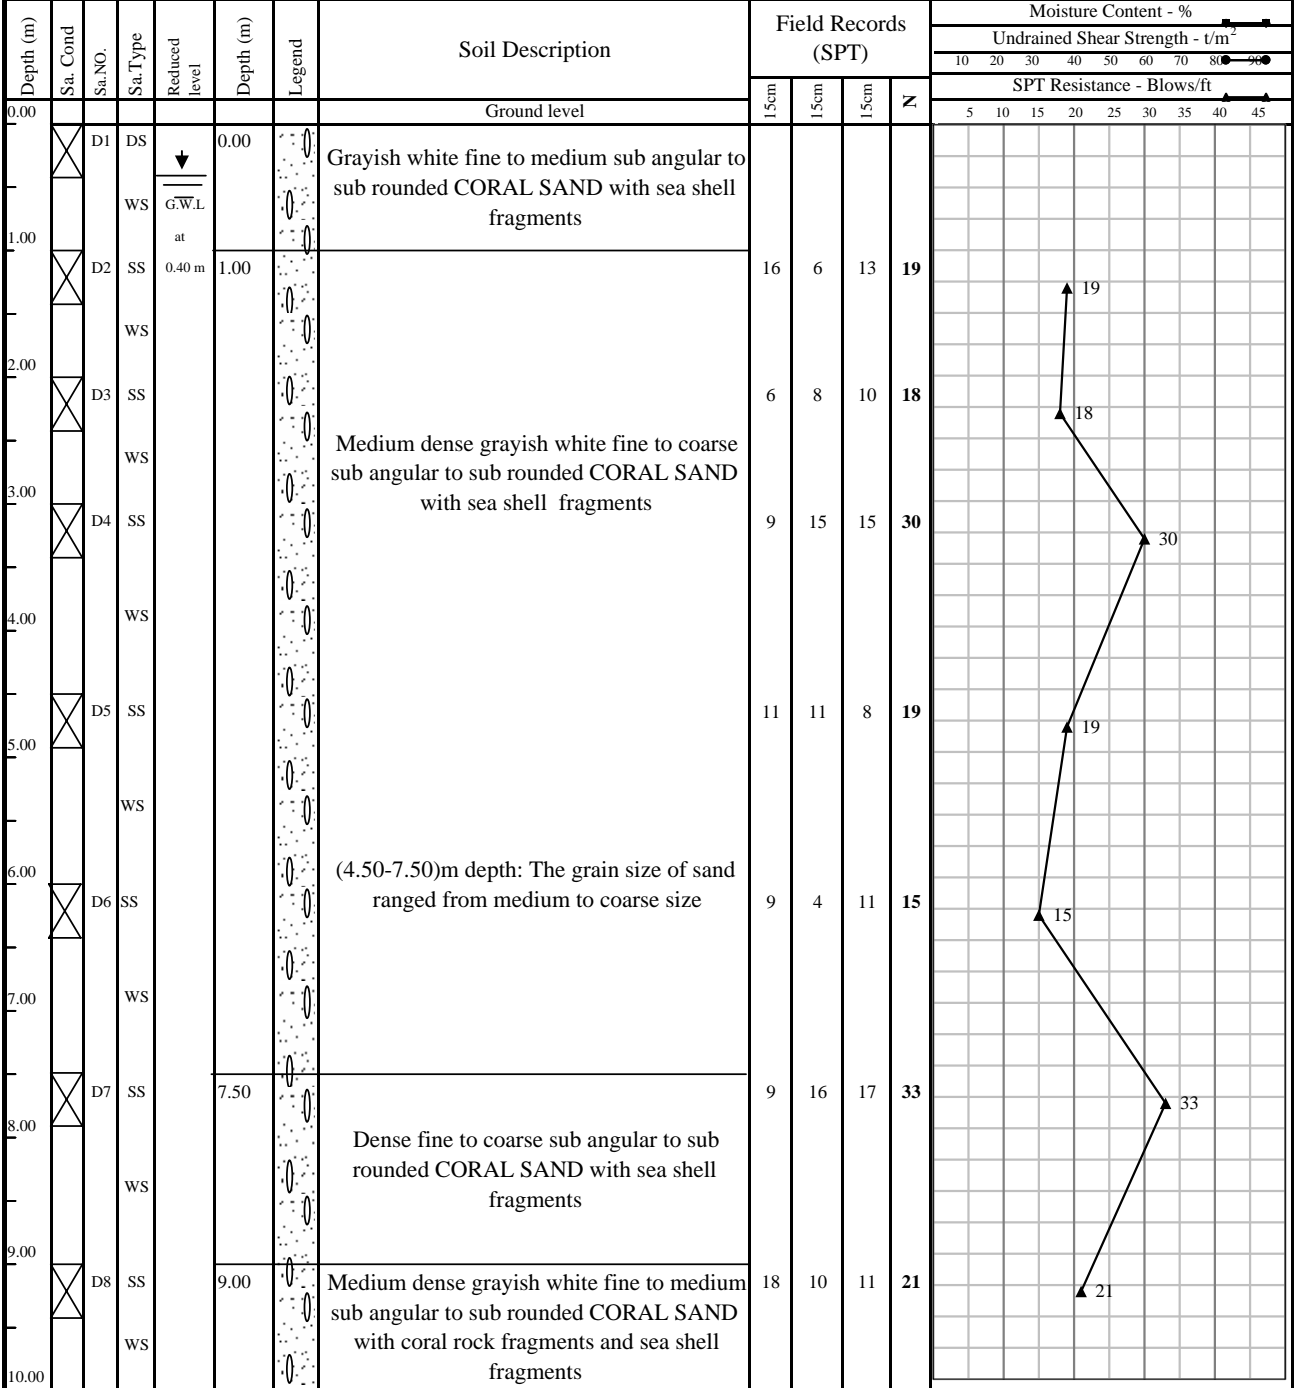 Depth (m)
Sa. Cond
Sa.NO.
Sa.Type
Reduced
level
Depth (m)
Legend
Soil Description
Field Records
(SPT)
Moisture Content - %
Undrained Shear Strength - t/m2
10 20 30 40 50 60 70 80 90
SPT Resistance - Blows/ft
15cm 15cm 15cm N
5 10 15 20 25 30 35 40 45
0.00
Ground level
D1 DS 0.00
Grayish white fine to medium sub angular to
sub rounded CORAL SAND with sea shell
fragments
WS G.W.L
at
0.40 m
1.00
D2 SS 1.00 16 6 13 19
19
WS
2.00
D3 SS 6 8 10 18
18
Medium dense grayish white fine to coarse
sub angular to sub rounded CORAL SAND
with sea shell fragments
WS
3.00
D4 SS 9 15 15 30
30
WS
4.00
D5 SS 11 11 8 19
19
5.00
WS
6.00
(4.50-7.50)m depth: The grain size of sand
ranged from medium to coarse size
D6 SS 9 4 11 15
15
WS
7.00
D7 SS 7.50 9 16 17 33
33
8.00
Dense fine to coarse sub angular to sub
rounded CORAL SAND with sea shell
fragments
WS
9.00
D8 SS 9.00 18 10 11 21
21
Medium dense grayish white fine to medium
sub angular to sub rounded CORAL SAND
with coral rock fragments and sea shell
fragments
WS
10.00